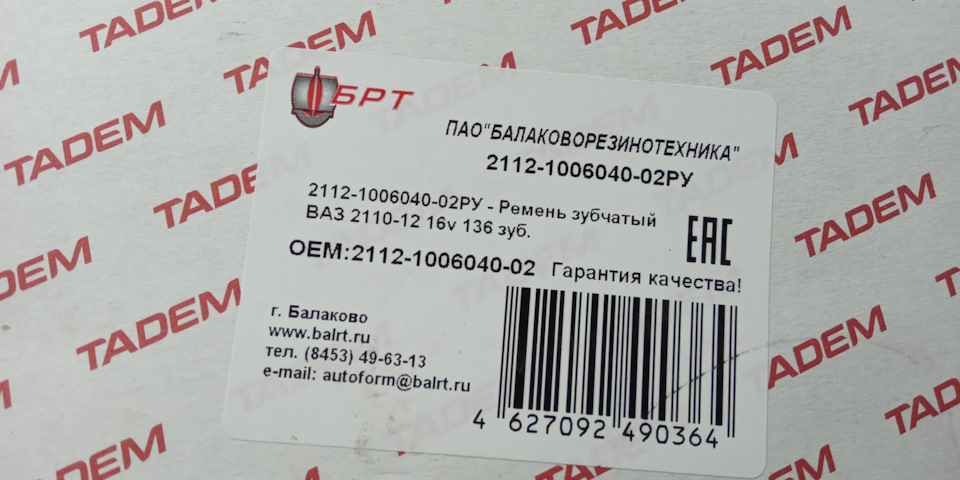 TADEM
TADEM
TADEM
TADEM
TADEM
TADEM
TADEM
TADEM
TADEM
TADEM
TADEM
TADEM
TADEM
TADEM
БРТ
ПАО"БАЛАКОВОРЕЗИНОТЕХНИКА"
2112-1006040-02РУ
2112-1006040-02РУ - Ремень зубчатый
ВАЗ 2110-12 16v 136 зуб.
EAC
OEM:2112-1006040-02 Гарантия качества!
г. Балаково
www.balrt.ru
тел. (8453) 49-63-13
e-mail: autoform@balrt.ru
4 627092 490364